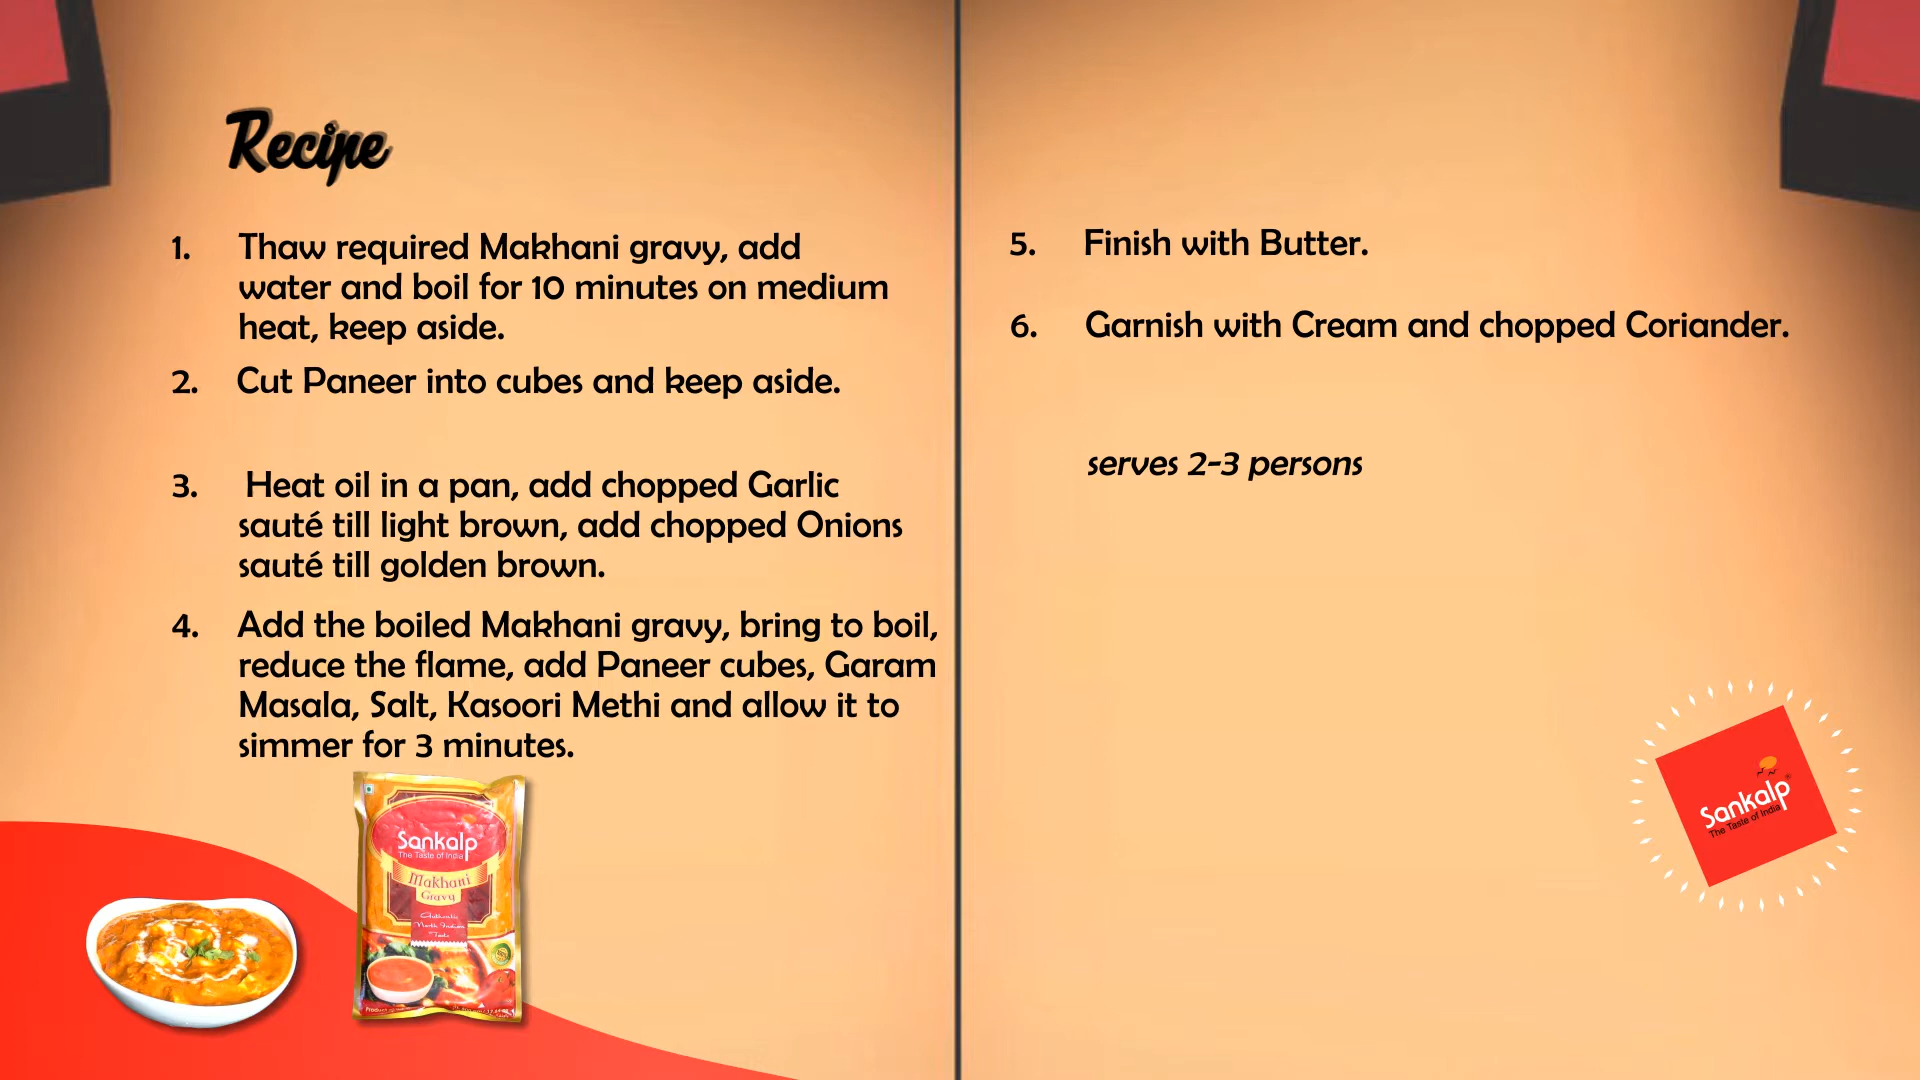 Recipe
1. Thaw required Makhani gravy, add
water and boil for 10 minutes on medium
heat, keep aside.
2. Cut Paneer into cubes and keep aside.
3. Heat oil in a pan, add chopped Garlic
sauté till light brown, add chopped Onions
sauté till golden brown.
4. Add the boiled Makhani gravy, bring to boil,
reduce the flame, add Paneer cubes, Garam
Masala, Salt, Kasoori Methi and allow it to
simmer for 3 minutes.
5. Finish with Butter.
6. Garnish with Cream and chopped Coriander.
serves 2-3 persons
Sankalp
The Taste of India
Makhani
Gravy
Authentic
North Indian
Sankalp
The Taste of India